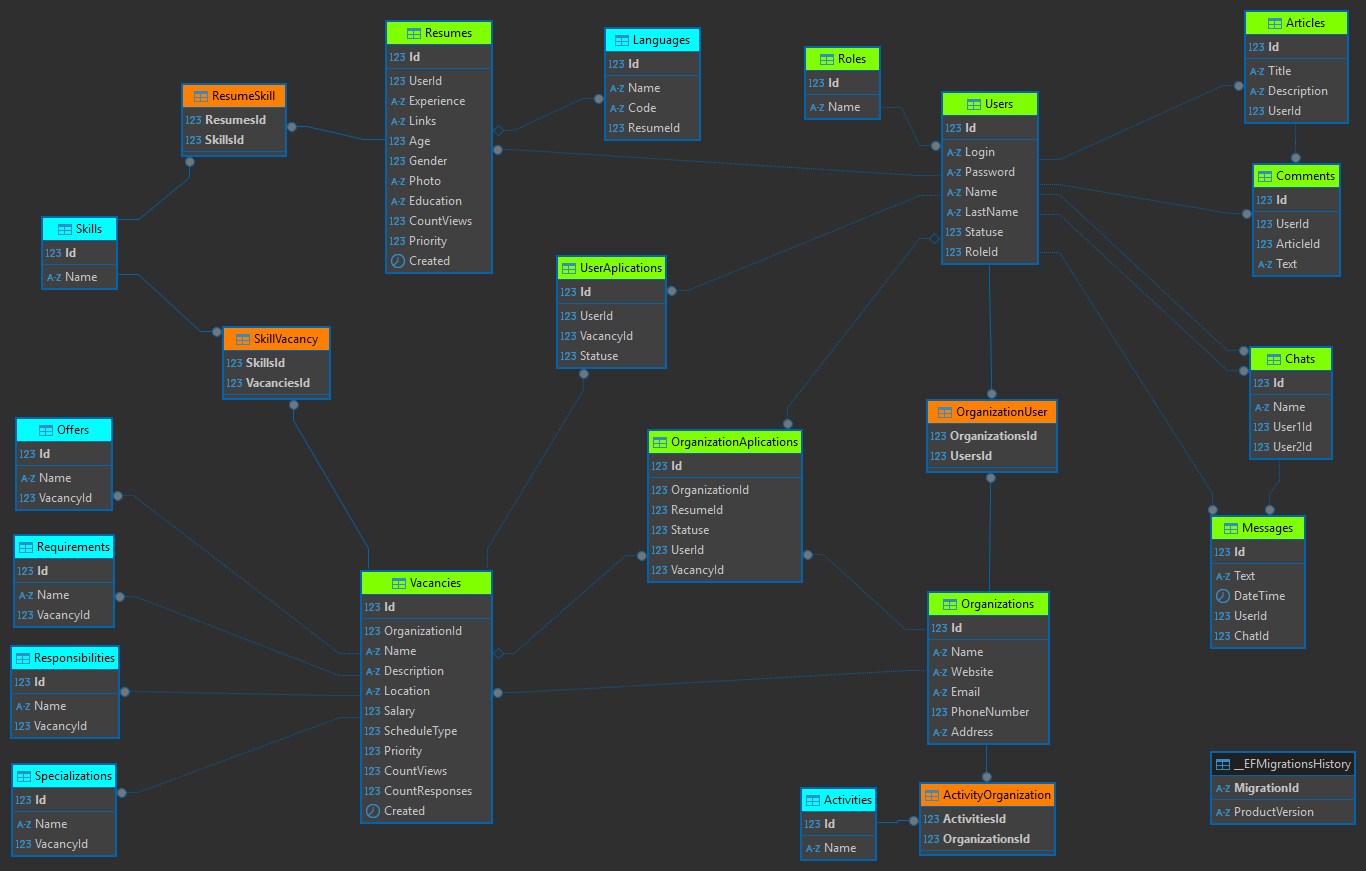 Resumes
123 Id
123 UserId
A-Z Experience
A-Z Links
123 Age
123 Gender
A-Z Photo
A-Z Education
123 CountViews
123 Priority
Created
Languages
123 Id
A-Z Name
A-Z Code
123 ResumeId
Roles
123 Id
A-Z Name
Users
123 Id
A-Z Login
A-Z Password
A-Z Name
A-Z LastName
123 Statuse
123 RoleId
Articles
123 Id
A-Z Title
A-Z Description
123 UserId
ResumeSkill
123 ResumesId
123 SkillsId
Comments
123 Id
123 UserId
123 ArticleId
A-Z Text
Skills
123 Id
A-Z Name
UserAplications
123 Id
123 UserId
123 VacancyId
123 Statuse
SkillVacancy
123 SkillsId
123 VacanciesId
Chats
123 Id
A-Z Name
123 User1Id
123 User2Id
OrganizationUser
123 OrganizationsId
123 UsersId
Offers
123 Id
A-Z Name
123 VacancyId
OrganizationAplications
123 Id
123 OrganizationId
123 ResumeId
123 Statuse
123 UserId
123 VacancyId
Messages
123 Id
A-Z Text
DateTime
123 UserId
123 ChatId
Requirements
123 Id
A-Z Name
123 VacancyId
Vacancies
123 Id
123 OrganizationId
A-Z Name
A-Z Description
A-Z Location
123 Salary
123 ScheduleType
123 Priority
123 CountViews
123 CountResponses
Created
Organizations
123 Id
A-Z Name
A-Z Website
A-Z Email
123 PhoneNumber
A-Z Address
Responsibilities
123 Id
A-Z Name
123 VacancyId
Specializations
123 Id
A-Z Name
123 VacancyId
Activities
123 Id
A-Z Name
ActivityOrganization
123 ActivitiesId
123 OrganizationsId
__EFMigrationsHistory
A-Z MigrationId
A-Z ProductVersion